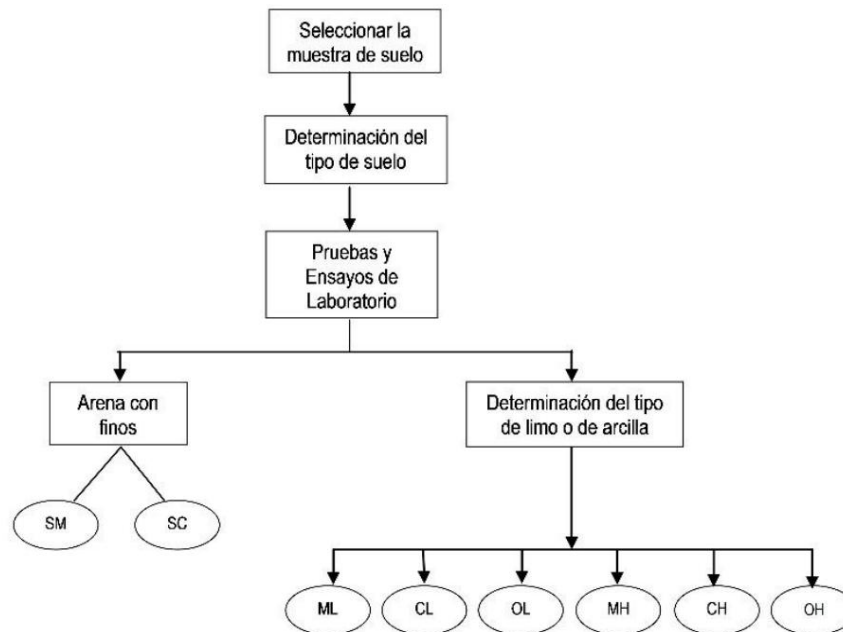 Seleccionar la
muestra de suelo
Determinación del
tipo de suelo
Pruebas y
Ensayos de
Laboratorio
Arena con
finos
Determinación del tipo
de limo o de arcilla
SM
SC
ML
CL
OL
MH
CH
OH